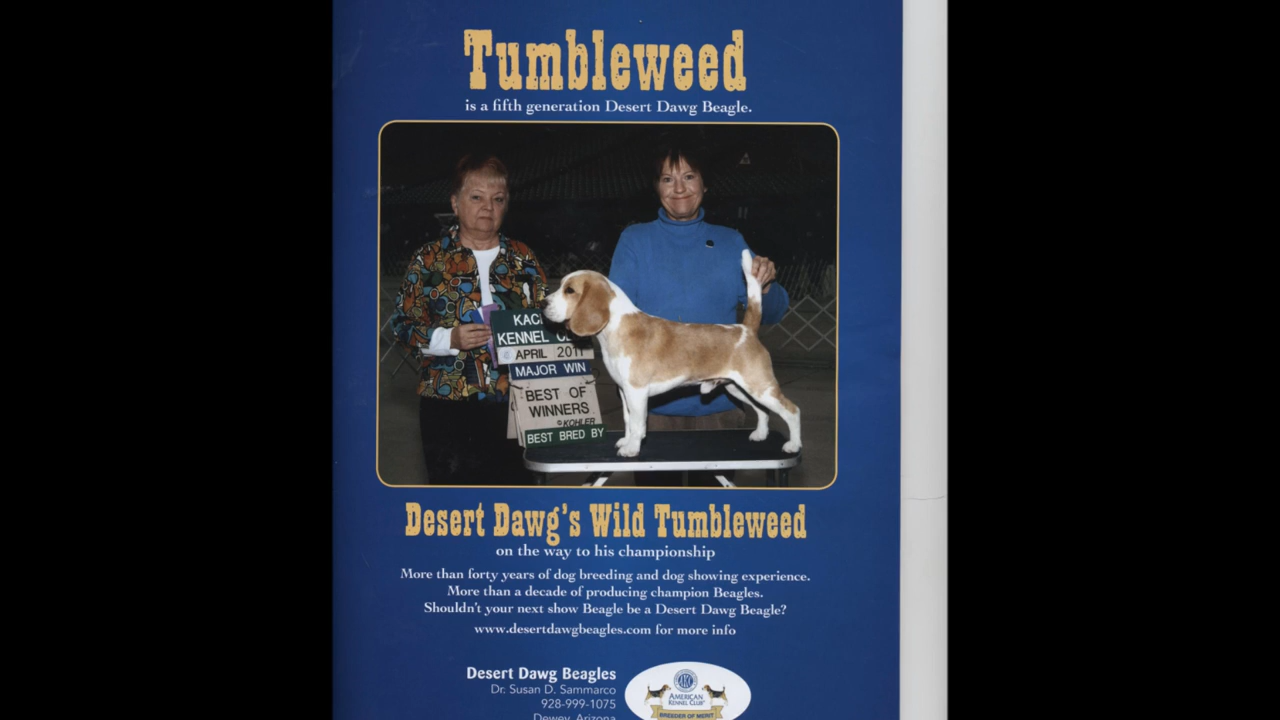 Tumbleweed
is a fifth generation Desert Dawg Beagle.
KENNEL
APRIL 2011
MAJOR WIN
BEST OF
WINNERS
©KOHLER
BEST BRED BY
Desert Dawg's Wild Tumbleweed
on the way to his championship
More than forty years of dog breeding and dog showing experience.
More than a decade of producing champion Beagles.
Shouldn't your next show Beagle be a Desert Dawg Beagle?
www.desertdawgbeagles.com for more info
Desert Dawg Beagles
Dr. Susan D. Sammarco
928-999-1075
Dewey, Arizona
AKC
AMERICAN
KENNEL CLUB
BREEDER OF MERIT